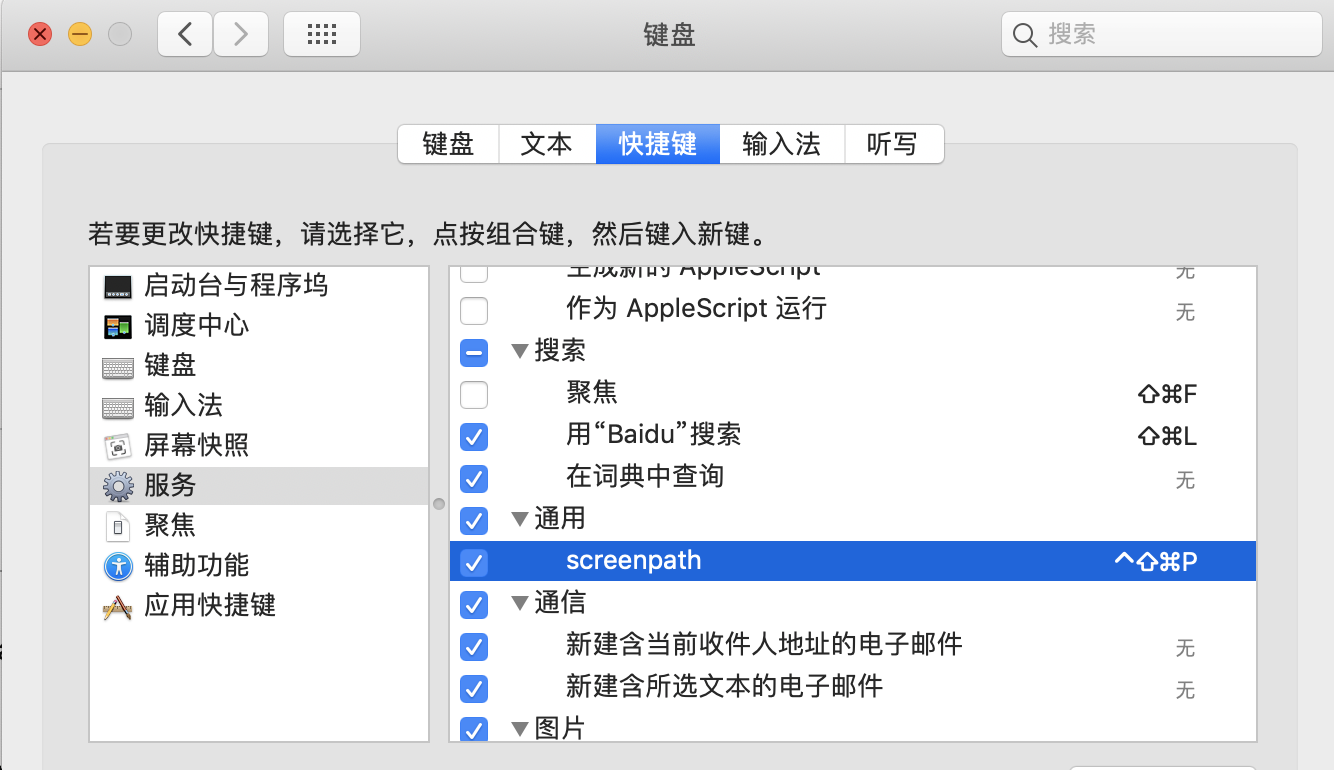 键盘
搜索
键盘 文本 快捷键 输入法 听写
若要更改快捷键，请选择它，点按组合键，然后键入新键。
启动台与程序坞
调度中心
键盘
输入法
屏幕快照
服务
聚焦
辅助功能
应用快捷键
生成新的 AppleScript 无
作为 AppleScript 运行 无
搜索
聚焦 ⇧⌘F
用“Baidu”搜索 ⇧⌘L
在词典中查询 无
通用
screenpath ^⇧⌘P
通信
新建含当前收件人地址的电子邮件 无
新建含所选文本的电子邮件 无
图片